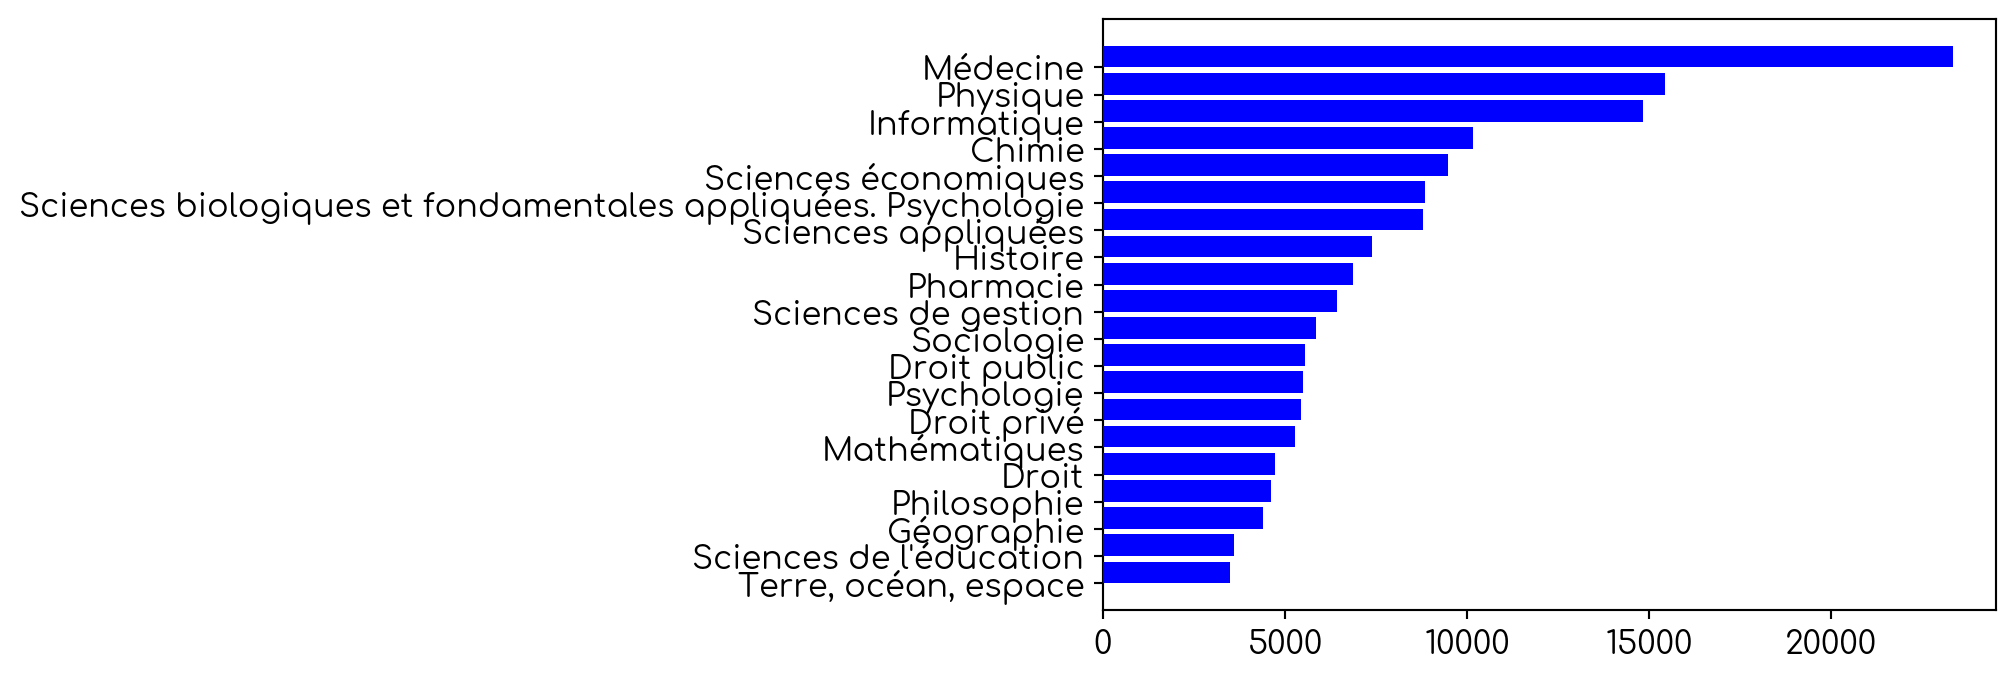 Médecine
Physique
Informatique
Chimie
Sciences économiques
Sciences biologiques et fondamentales appliquées. Psychologie
Sciences appliquées
Histoire
Pharmacie
Sciences de gestion
Sociologie
Droit public
Psychologie
Droit privé
Mathématiques
Droit
Philosophie
Géographie
Sciences de l'éducation
Terre, océan, espace
0 5000 10000 15000 20000